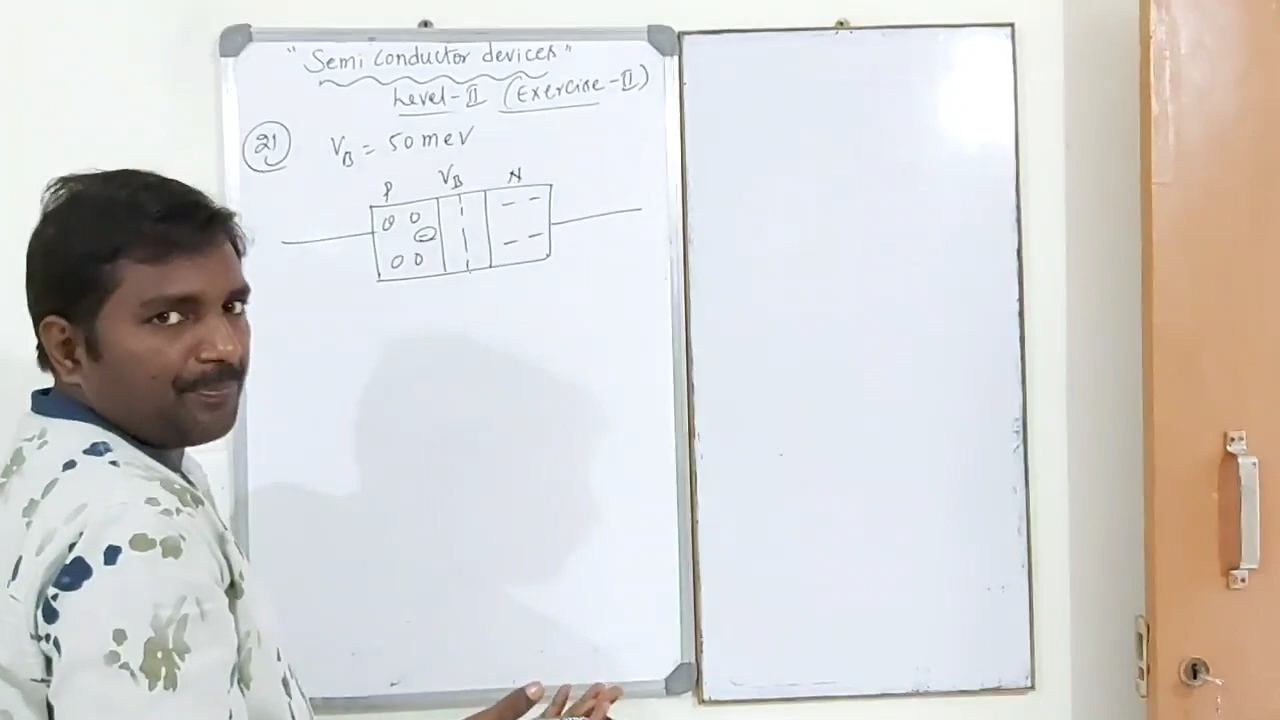 "Semi conductor devices"
Level-II (Exercise-II)
21 V_B = 50 meV
P V_B N